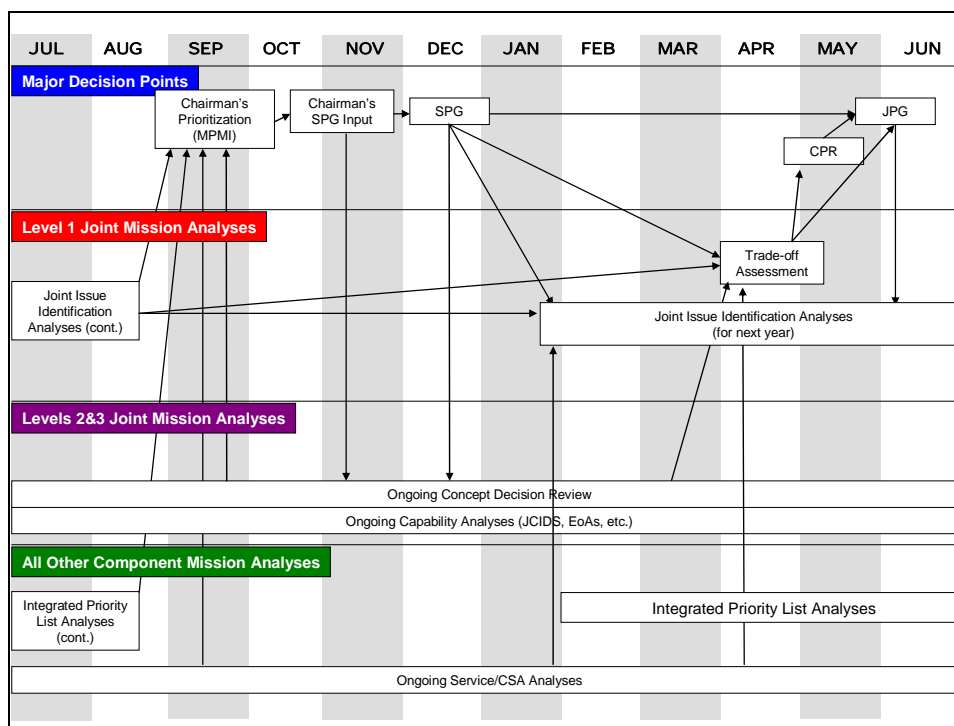 JUL AUG SEP OCT NOV DEC JAN FEB MAR APR MAY JUN
Major Decision Points
Chairman's
Prioritization
(MPMI)
Chairman's
SPG Input
SPG
JPG
CPR
Level 1 Joint Mission Analyses
Trade-off
Assessment
Joint Issue
Identification
Analyses (cont.)
Joint Issue Identification Analyses
(for next year)
Levels 2&3 Joint Mission Analyses
Ongoing Concept Decision Review
Ongoing Capability Analyses (JCIDS, EoAs, etc.)
All Other Component Mission Analyses
Integrated Priority
List Analyses
(cont.)
Integrated Priority List Analyses
Ongoing Service/CSA Analyses